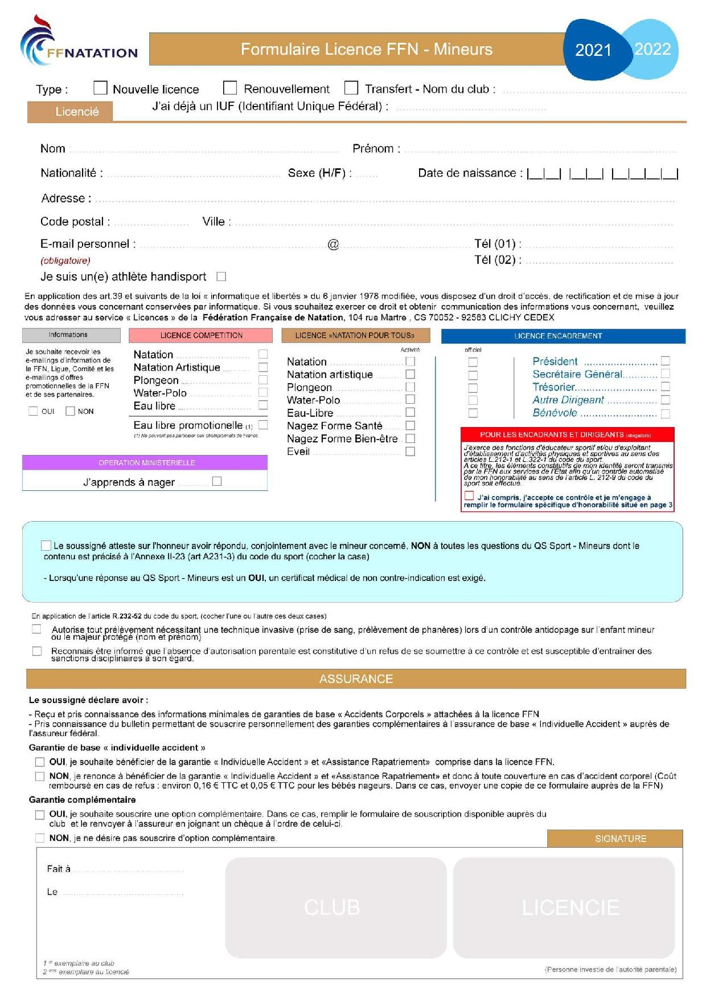 FFNATATION
Formulaire Licence FFN - Mineurs
2021 2022
Type : Nouvelle licence Renouvellement Transfert - Nom du club :
Licencié
J'ai déjà un IUF (Identifiant Unique Fédéral) :
Nom : Prénom :
Nationalité : Sexe (H/F) : Date de naissance : |__|__| |__|__| |__|__|__|__|
Adresse :
Code postal : Ville :
E-mail personnel : @ Tél (01) :
(obligatoire) Tél (02) :
Je suis un(e) athlète handisport
En application des art.39 et suivants de la loi « informatique et libertés » du 6 janvier 1978 modifiée, vous disposez d'un droit d'accès, de rectification et de mise à jour
des données vous concernant conservées par informatique. Si vous souhaitez exercer ce droit et obtenir communication des informations vous concernant, veuillez
vous adresser au service « Licences » de la Fédération Française de Natation, 104 rue Martre , CS 70052 - 92583 CLICHY CEDEX
Informations
Je souhaite recevoir les
e-mailings d'information de
la FFN, Ligue, Comité et les
e-mailings d'offres
promotionnelles de la FFN
et de ses partenaires.
OUI NON
LICENCE COMPETITION
Natation
Natation Artistique
Plongeon
Water-Polo
Eau libre
Eau libre promotionelle (1)
(1) Ne pouvant pas participer aux championnats de France
OPERATION MINISTERIELLE
J'apprends à nager
LICENCE «NATATION POUR TOUS»
Activité
Natation
Natation artistique
Plongeon
Water-Polo
Eau-Libre
Nagez Forme Santé
Nagez Forme Bien-être
Eveil
LICENCE ENCADREMENT
officiel
Président
Secrétaire Général
Trésorier
Autre Dirigeant
Bénévole
POUR LES ENCADRANTS ET DIRIGEANTS (obligatoire)
J'exerce des fonctions d'éducateur sportif et/ou d'exploitant
d'établissement d'activités physiques et sportives au sens des
articles L.212-1 et L.322-1 du code du sport.
A ce titre, les éléments constitutifs de mon identité seront transmis
par la FFN aux services de l'Etat afin qu'un contrôle automatisé
de mon honorabilité au sens de l'article L. 212-9 du code du
sport soit effectué.
J'ai compris, j'accepte ce contrôle et je m'engage à
remplir le formulaire spécifique d'honorabilité situé en page 3
Le soussigné atteste sur l'honneur avoir répondu, conjointement avec le mineur concerné, NON à toutes les questions du QS Sport - Mineurs dont le
contenu est précisé à l'Annexe II-23 (art A231-3) du code du sport (cocher la case)
- Lorsqu'une réponse au QS Sport - Mineurs est un OUI, un certificat médical de non contre-indication est exigé.
En application de l'article R.232-52 du code du sport, (cocher l'une ou l'autre des deux cases)
Autorise tout prélèvement nécessitant une technique invasive (prise de sang, prélèvement de phanères) lors d'un contrôle antidopage sur l'enfant mineur
ou le majeur protégé (nom et prénom)
Reconnais être informé que l'absence d'autorisation parentale est constitutive d'un refus de se soumettre à ce contrôle et est susceptible d'entraîner des
sanctions disciplinaires à son égard.
ASSURANCE
Le soussigné déclare avoir :
- Reçu et pris connaissance des informations minimales de garanties de base « Accidents Corporels » attachées à la licence FFN
- Pris connaissance du bulletin permettant de souscrire personnellement des garanties complémentaires à l'assurance de base « Individuelle Accident » auprès de
l'assureur fédéral.
Garantie de base « individuelle accident »
OUI, je souhaite bénéficier de la garantie « Individuelle Accident » et «Assistance Rapatriement» comprise dans la licence FFN.
NON, je renonce à bénéficier de la garantie « Individuelle Accident » et «Assistance Rapatriement» et donc à toute couverture en cas d'accident corporel (Coût
remboursé en cas de refus : environ 0,16 € TTC et 0,05 € TTC pour les bébés nageurs. Dans ce cas, envoyer une copie de ce formulaire auprès de la FFN)
Garantie complémentaire
OUI, je souhaite souscrire une option complémentaire. Dans ce cas, remplir le formulaire de souscription disponible auprès du
club et le renvoyer à l'assureur en joignant un chèque à l'ordre de celui-ci.
NON, je ne désire pas souscrire d'option complémentaire.
SIGNATURE
Fait à
Le
CLUB LICENCIE
1 er exemplaire au club
2 ème exemplaire au licencié
(Personne investie de l'autorité parentale)